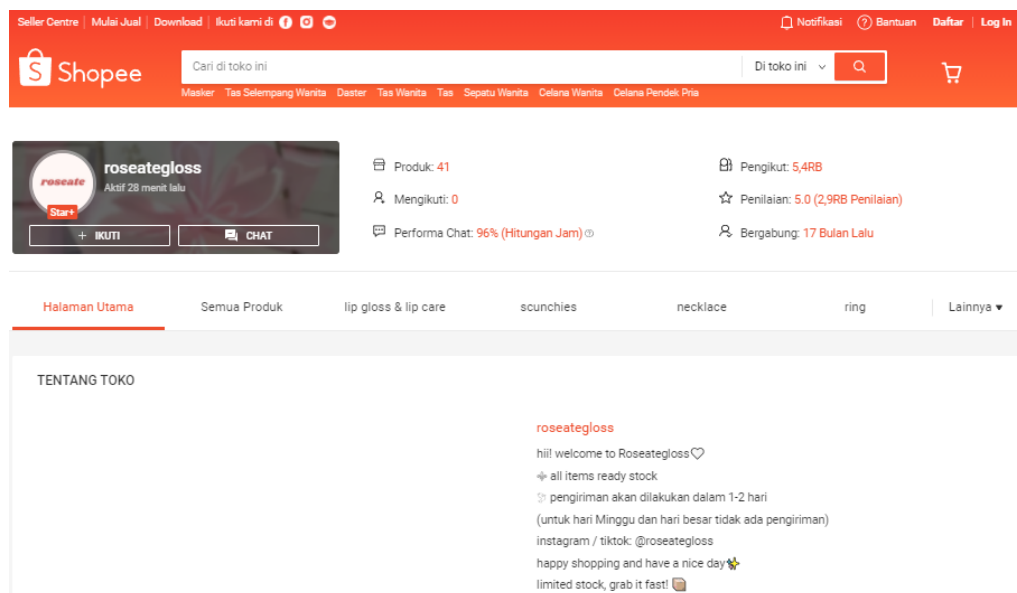 Seller Centre | Mulai Jual | Download | Ikuti kami di
Notifikasi Bantuan Daftar | Log In
Shopee
Cari di toko ini
Di toko ini
Masker Tas Selempang Wanita Daster Tas Wanita Tas Sepatu Wanita Celana Wanita Celana Pendek Pria
roseate
roseategloss
Aktif 28 menit lalu
Star+
+ IKUTI
CHAT
Produk: 41
Pengikut: 5,4RB
Mengikuti: 0
Penilaian: 5.0 (2,9RB Penilaian)
Performa Chat: 96% (Hitungan Jam)
Bergabung: 17 Bulan Lalu
Halaman Utama Semua Produk lip gloss & lip care scunchies necklace ring Lainnya
TENTANG TOKO
roseategloss
hii! welcome to Roseategloss♡
all items ready stock
pengiriman akan dilakukan dalam 1-2 hari
(untuk hari Minggu dan hari besar tidak ada pengiriman)
instagram / tiktok: @roseategloss
happy shopping and have a nice day✨
limited stock, grab it fast!